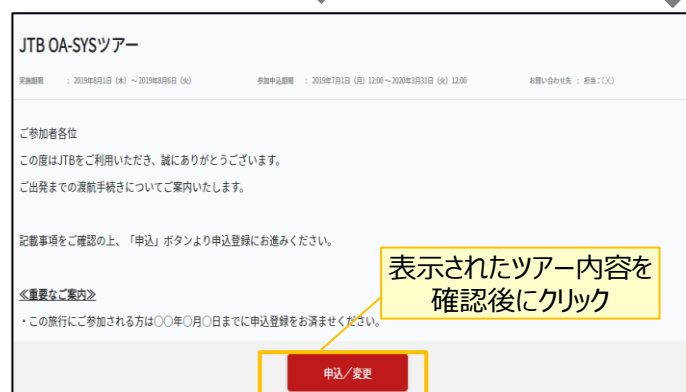 JTB OA-SYSツアー
実施期間 : 2019年8月1日（木）～2019年8月6日（火） 参加申込期間 : 2019年7月1日（月）12:00～2020年3月31日（火）12:00 お問い合わせ先 : 担当：〇〇
ご参加者各位
この度はJTBをご利用いただき、誠にありがとうございます。
ご出発までの渡航手続きについてご案内いたします。
記載事項をご確認の上、「申込」ボタンより申込登録にお進みください。
表示されたツアー内容を
確認後にクリック
≪重要なご案内≫
・この旅行にご参加される方は〇〇年〇月〇日までに申込登録をお済ませください。
申込／変更